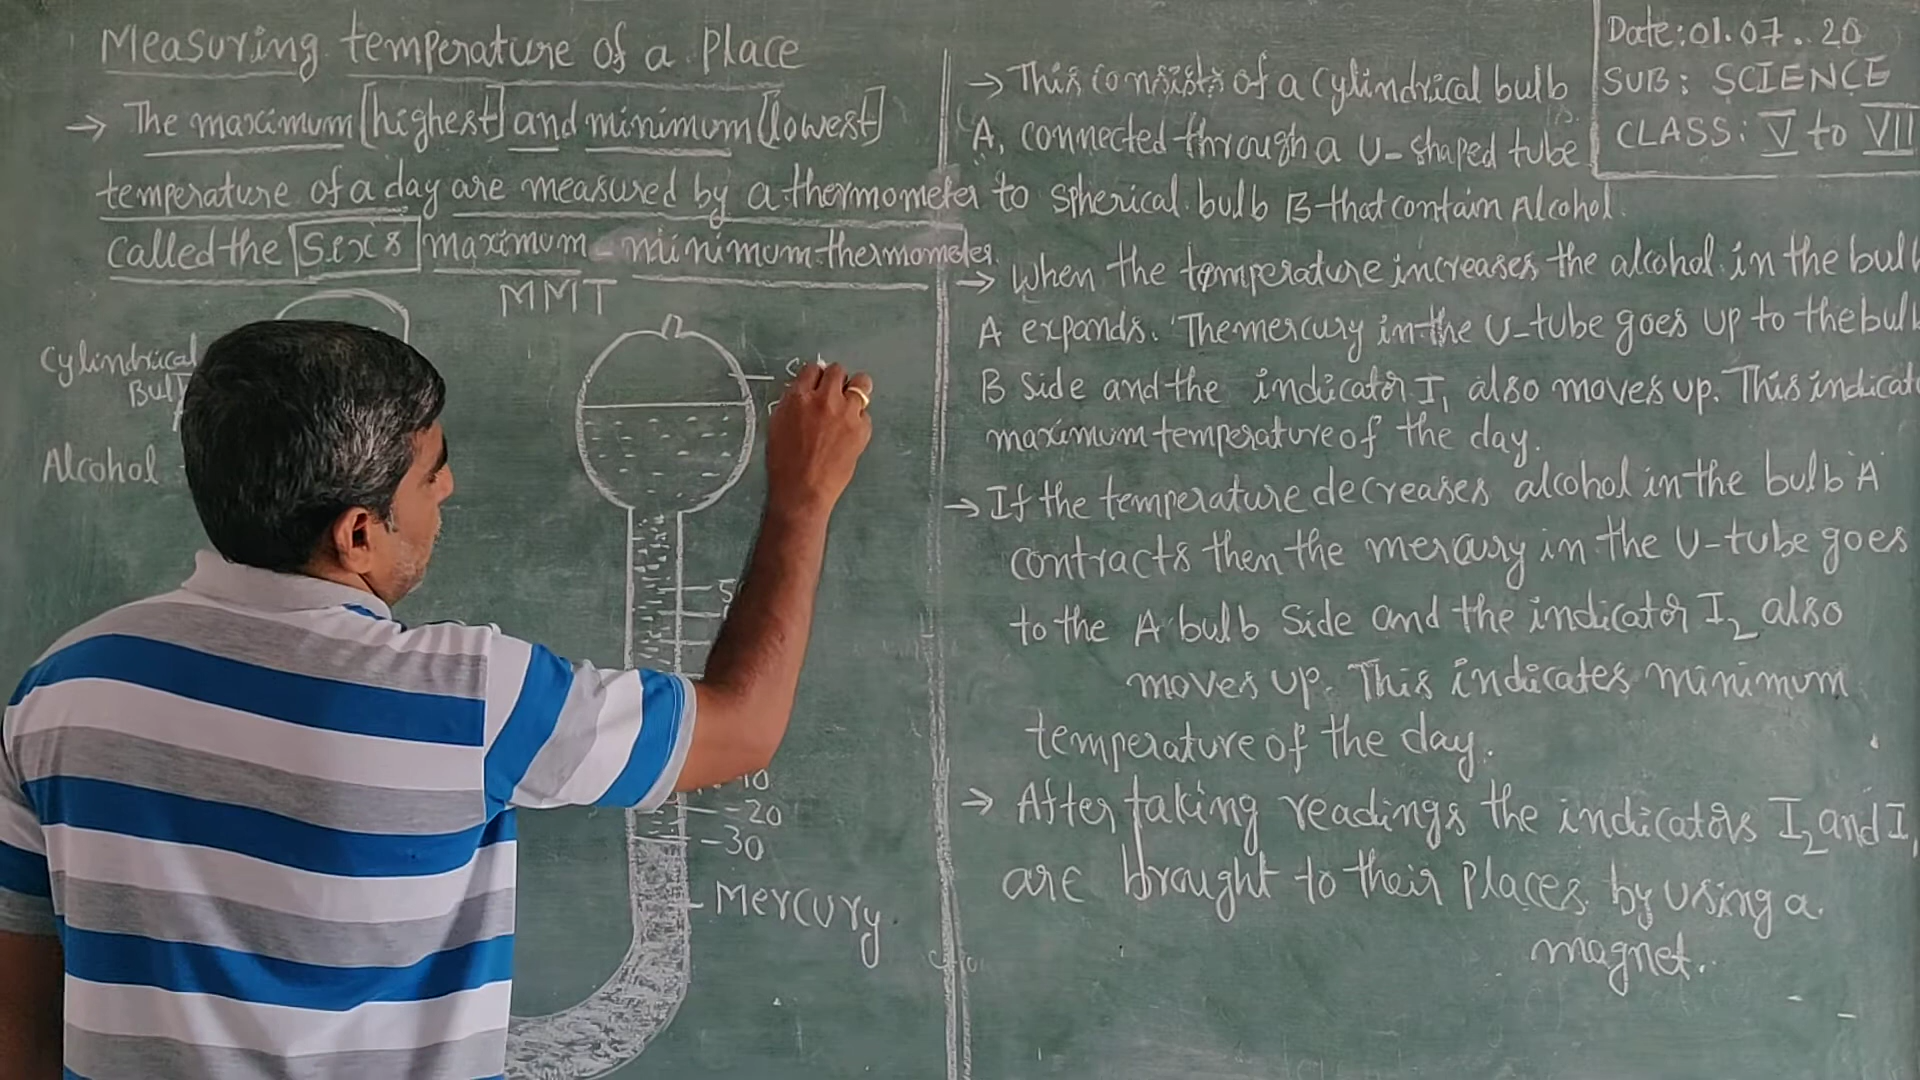 Measuring temperature of a Place
→ The maximum [highest] and minimum [lowest]
temperature of a day are measured by a thermometer
called the Six's maximum - minimum thermometer
MMT
Cylindrical
Bulb
Alcohol
-20
-30
Mercury
→ This consists of a cylindrical bulb
A, connected through a U-shaped tube
to spherical bulb B that contain Alcohol.
→ When the temperature increases the alcohol in the bulb
A expands. The mercury in the U-tube goes up to the bulb
B side and the indicator I1 also moves up. This indicat
maximum temperature of the day.
→ If the temperature decreases alcohol in the bulb A
contracts then the mercury in the U-tube goes
to the A bulb side and the indicator I2 also
moves up. This indicates minimum
temperature of the day.
→ After taking readings the indicators I2 and I1
are brought to their places by using a
magnet.
Date: 01.07.20
SUB: SCIENCE
CLASS: V to VII